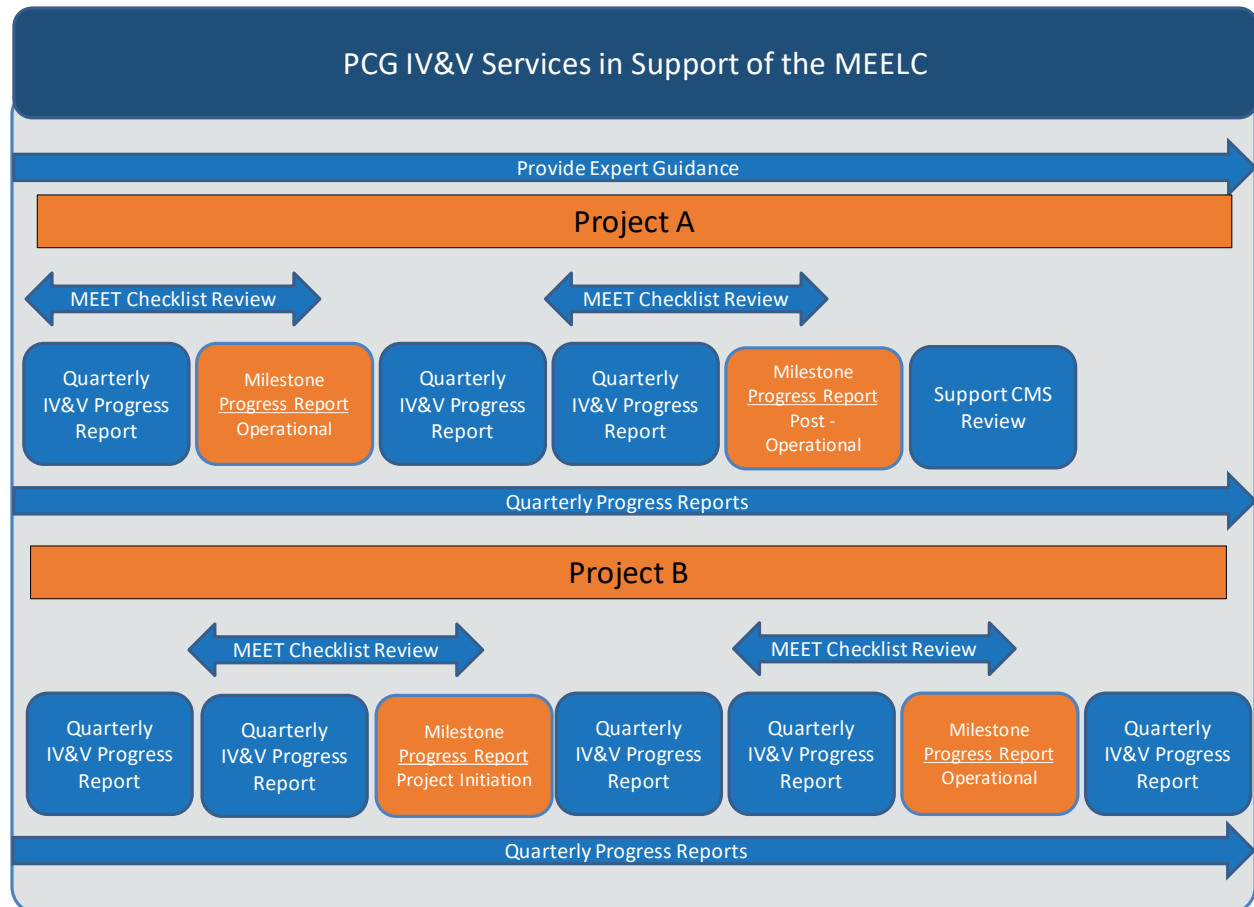 PCG IV&V Services in Support of the MEELC
Provide Expert Guidance
Project A
MEET Checklist Review
MEET Checklist Review
Quarterly
IV&V Progress
Report
Milestone
Progress Report
Operational
Quarterly
IV&V Progress
Report
Quarterly
IV&V Progress
Report
Milestone
Progress Report
Post -
Operational
Support CMS
Review
Quarterly Progress Reports
Project B
MEET Checklist Review
MEET Checklist Review
Quarterly
IV&V Progress
Report
Quarterly
IV&V Progress
Report
Milestone
Progress Report
Project Initiation
Quarterly
IV&V Progress
Report
Quarterly
IV&V Progress
Report
Milestone
Progress Report
Operational
Quarterly
IV&V Progress
Report
Quarterly Progress Reports